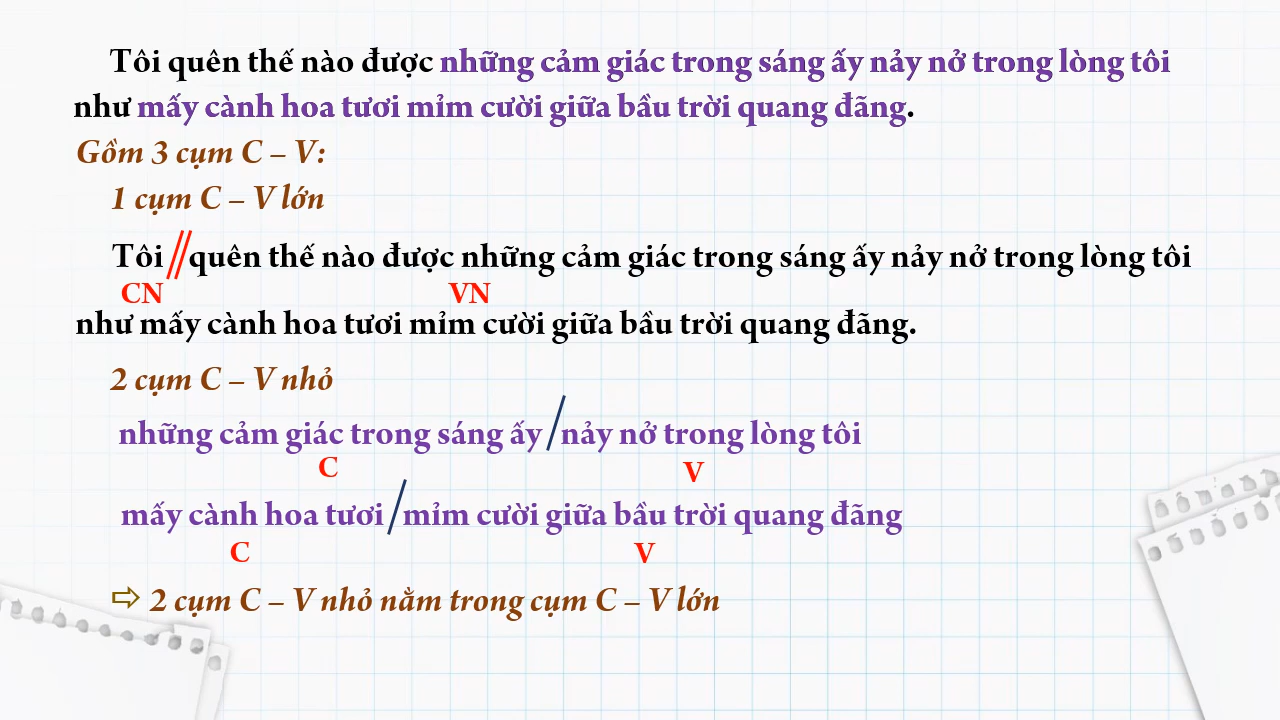 Tôi quên thế nào được những cảm giác trong sáng ấy nảy nở trong lòng tôi
như mấy cành hoa tươi mỉm cười giữa bầu trời quang đãng.
Gồm 3 cụm C – V:
1 cụm C – V lớn
Tôi // quên thế nào được những cảm giác trong sáng ấy nảy nở trong lòng tôi
CN VN
như mấy cành hoa tươi mỉm cười giữa bầu trời quang đãng.
2 cụm C – V nhỏ
những cảm giác trong sáng ấy / nảy nở trong lòng tôi
C V
mấy cành hoa tươi / mỉm cười giữa bầu trời quang đãng
C V
⇨ 2 cụm C – V nhỏ nằm trong cụm C – V lớn